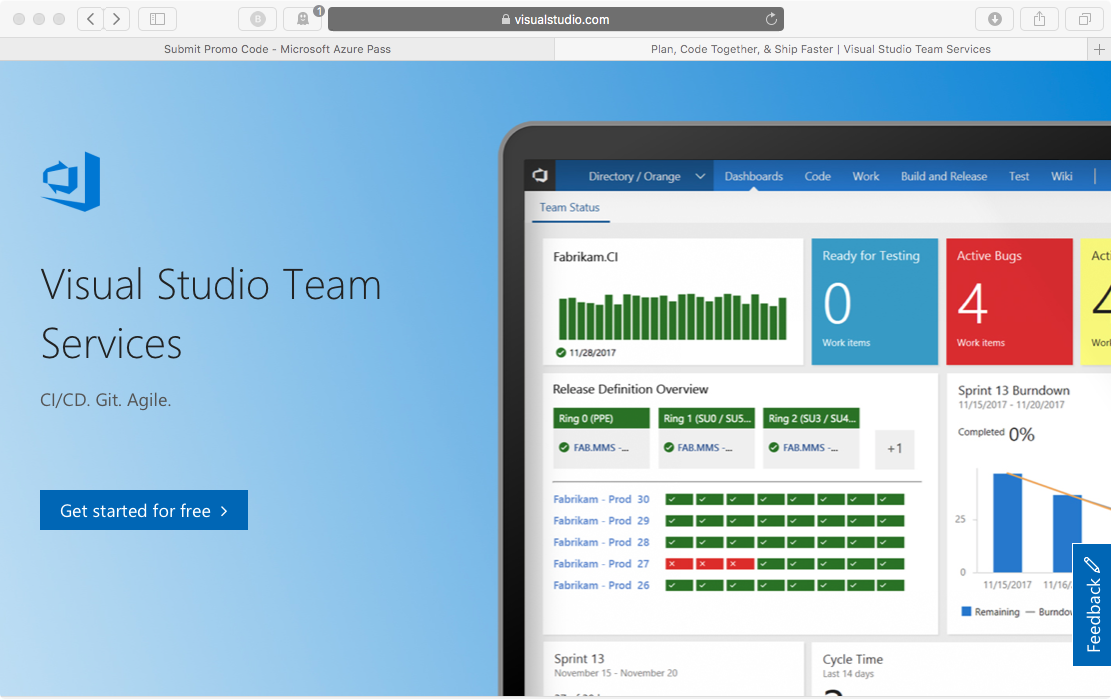 B
1
visualstudio.com
Submit Promo Code - Microsoft Azure Pass
Plan, Code Together, & Ship Faster | Visual Studio Team Services
Visual Studio Team
Services
CI/CD. Git. Agile.
Get started for free
Directory / Orange
Dashboards
Code
Work
Build and Release
Test
Wiki
Team Status
Fabrikam.CI
11/28/2017
Ready for Testing
0
Work items
Active Bugs
4
Work items
Release Definition Overview
Ring 0 (PPE)
Ring 1 (SU0 / SU5...
Ring 2 (SU3 / SU4...
FAB.MMS -...
FAB.MMS -...
FAB.MMS -...
+1
Fabrikam - Prod 30
Fabrikam - Prod 29
Fabrikam - Prod 28
Fabrikam - Prod 27
Fabrikam - Prod 26
Sprint 13 Burndown
11/15/2017 - 11/20/2017
Completed 0%
25
0
11/15/2017
11/16/
Remaining
Burndo
Feedback
Sprint 13
November 15 - November 20
Cycle Time
Last 14 days